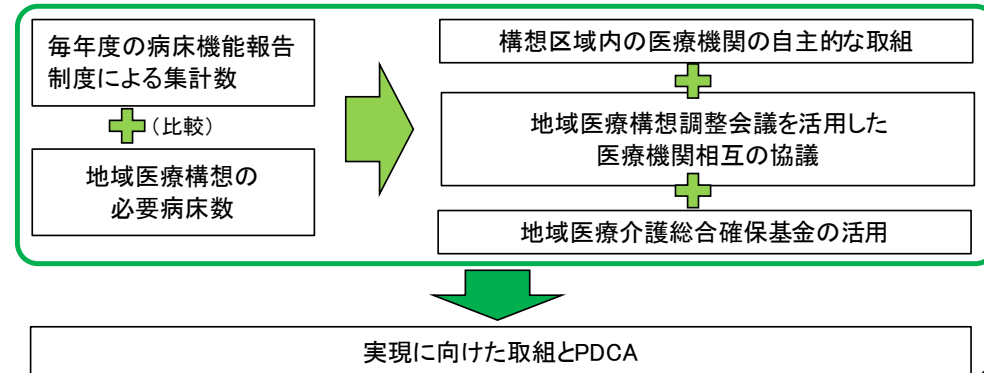 毎年度の病床機能報告
制度による集計数
(比較)
地域医療構想の
必要病床数
構想区域内の医療機関の自主的な取組
地域医療構想調整会議を活用した
医療機関相互の協議
地域医療介護総合確保基金の活用
実現に向けた取組とPDCA